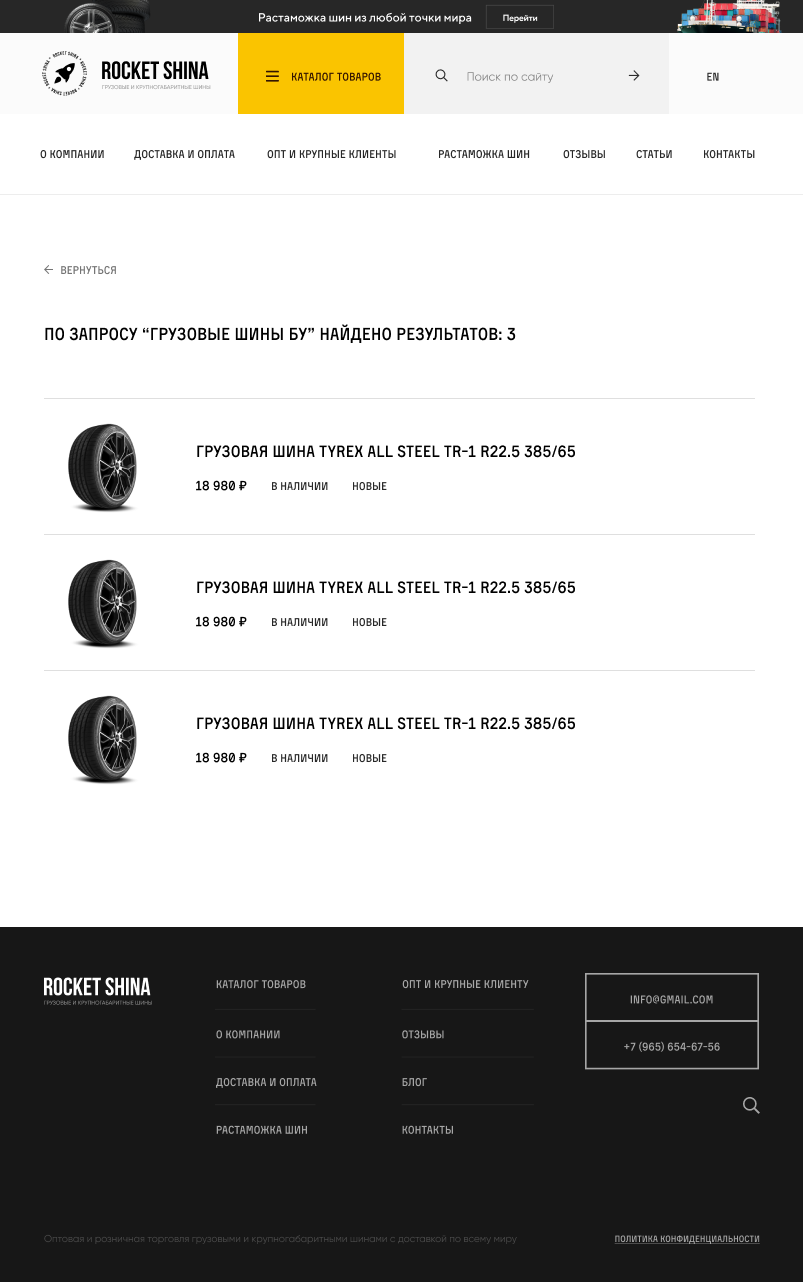 Растаможка шин из любой точки мира
Перейти
ROCKET SHINA
ГРУЗОВЫЕ И КРУПНОГАБАРИТНЫЕ ШИНЫ
КАТАЛОГ ТОВАРОВ
Поиск по сайту
EN
О КОМПАНИИ
ДОСТАВКА И ОПЛАТА
ОПТ И КРУПНЫЕ КЛИЕНТЫ
РАСТАМОЖКА ШИН
ОТЗЫВЫ
СТАТЬИ
КОНТАКТЫ
ВЕРНУТЬСЯ
ПО ЗАПРОСУ “ГРУЗОВЫЕ ШИНЫ БУ” НАЙДЕНО РЕЗУЛЬТАТОВ: 3
ГРУЗОВАЯ ШИНА TYREX ALL STEEL TR-1 R22.5 385/65
18 980 ₽ В НАЛИЧИИ НОВЫЕ
ГРУЗОВАЯ ШИНА TYREX ALL STEEL TR-1 R22.5 385/65
18 980 ₽ В НАЛИЧИИ НОВЫЕ
ГРУЗОВАЯ ШИНА TYREX ALL STEEL TR-1 R22.5 385/65
18 980 ₽ В НАЛИЧИИ НОВЫЕ
ROCKET SHINA
ГРУЗОВЫЕ И КРУПНОГАБАРИТНЫЕ ШИНЫ
КАТАЛОГ ТОВАРОВ
О КОМПАНИИ
ДОСТАВКА И ОПЛАТА
РАСТАМОЖКА ШИН
ОПТ И КРУПНЫЕ КЛИЕНТУ
ОТЗЫВЫ
БЛОГ
КОНТАКТЫ
INFO@GMAIL.COM
+7 (965) 654-67-56
Оптовая и розничная торговля грузовыми и крупногабаритными шинами с доставкой по всему миру
ПОЛИТИКА КОНФИДЕНЦИАЛЬНОСТИ